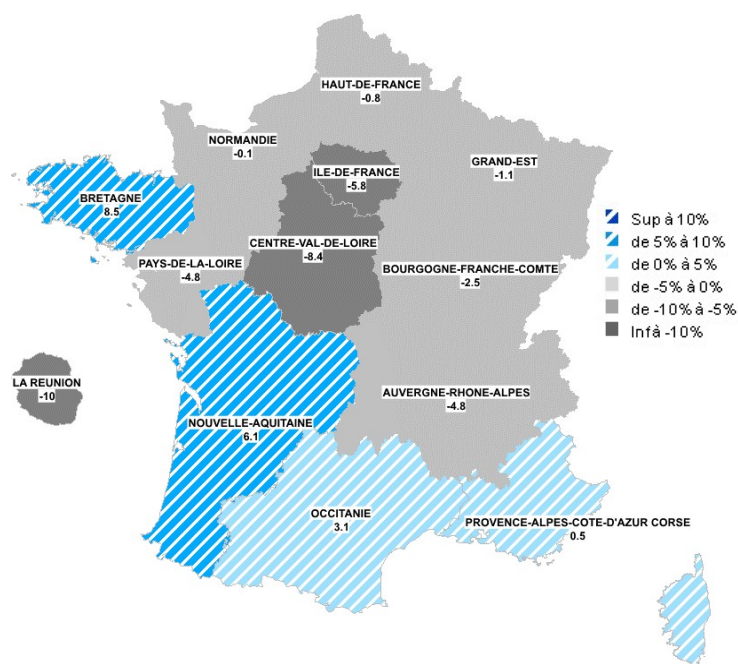 HAUT-DE-FRANCE
-0.8
NORMANDIE
-0.1
ILE-DE-FRANCE
-5.8
GRAND-EST
-1.1
BRETAGNE
8.5
CENTRE-VAL-DE-LOIRE
-8.4
PAYS-DE-LA-LOIRE
-4.8
BOURGOGNE-FRANCHE-COMTE
-2.5
Sup à 10%
de 5% à 10%
de 0% à 5%
de -5% à 0%
de -10% à -5%
Inf à -10%
LA REUNION
-10
AUVERGNE-RHONE-ALPES
-4.8
NOUVELLE-AQUITAINE
6.1
OCCITANIE
3.1
PROVENCE-ALPES-COTE-D'AZUR CORSE
0.5